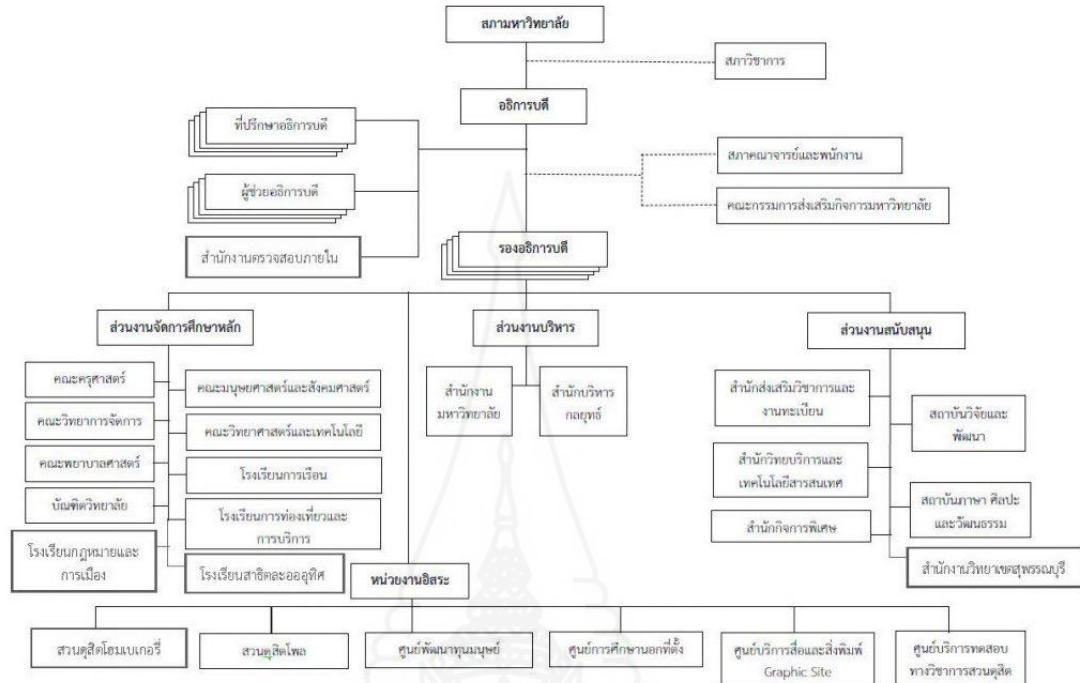 สภามหาวิทยาลัย
สภาวิชาการ
อธิการบดี
ที่ปรึกษาอธิการบดี
สภาคณาจารย์และพนักงาน
ผู้ช่วยอธิการบดี
คณะกรรมการส่งเสริมกิจการมหาวิทยาลัย
สำนักงานตรวจสอบภายใน
รองอธิการบดี
ส่วนงานจัดการศึกษาหลัก
ส่วนงานบริหาร
ส่วนงานสนับสนุน
คณะครุศาสตร์
คณะมนุษยศาสตร์และสังคมศาสตร์
คณะวิทยาการจัดการ
คณะวิทยาศาสตร์และเทคโนโลยี
คณะพยาบาลศาสตร์
โรงเรียนการเรือน
บัณฑิตวิทยาลัย
โรงเรียนการท่องเที่ยวและ
การบริการ
โรงเรียนกฎหมายและ
การเมือง
โรงเรียนสาธิตละอออุทิศ
สำนักงาน
มหาวิทยาลัย
สำนักบริหาร
กลยุทธ์
สำนักส่งเสริมวิชาการและ
งานทะเบียน
สถาบันวิจัยและ
พัฒนา
สำนักวิทยบริการและ
เทคโนโลยีสารสนเทศ
สถาบันภาษา ศิลปะ
และวัฒนธรรม
สำนักกิจการพิเศษ
สำนักงานวิทยาเขตสุพรรณบุรี
หน่วยงานอิสระ
สวนดุสิตโฮมเบเกอรี่
สวนดุสิตโพล
ศูนย์พัฒนาทุนมนุษย์
ศูนย์การศึกษานอกที่ตั้ง
ศูนย์บริการสื่อและสิ่งพิมพ์
Graphic Site
ศูนย์บริการทดสอบ
ทางวิชาการสวนดุสิต